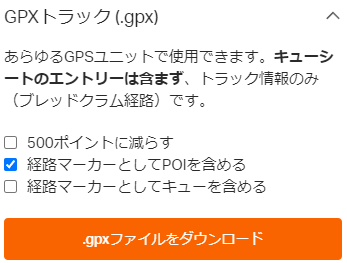 GPXトラック (.gpx)
あらゆるGPSユニットで使用できます。キューシ
ートのエントリーは含まず、トラック情報のみ
（ブレッドクラム経路）です。
500ポイントに減らす
経路マーカーとしてPOIを含める
経路マーカーとしてキューを含める
.gpxファイルをダウンロード